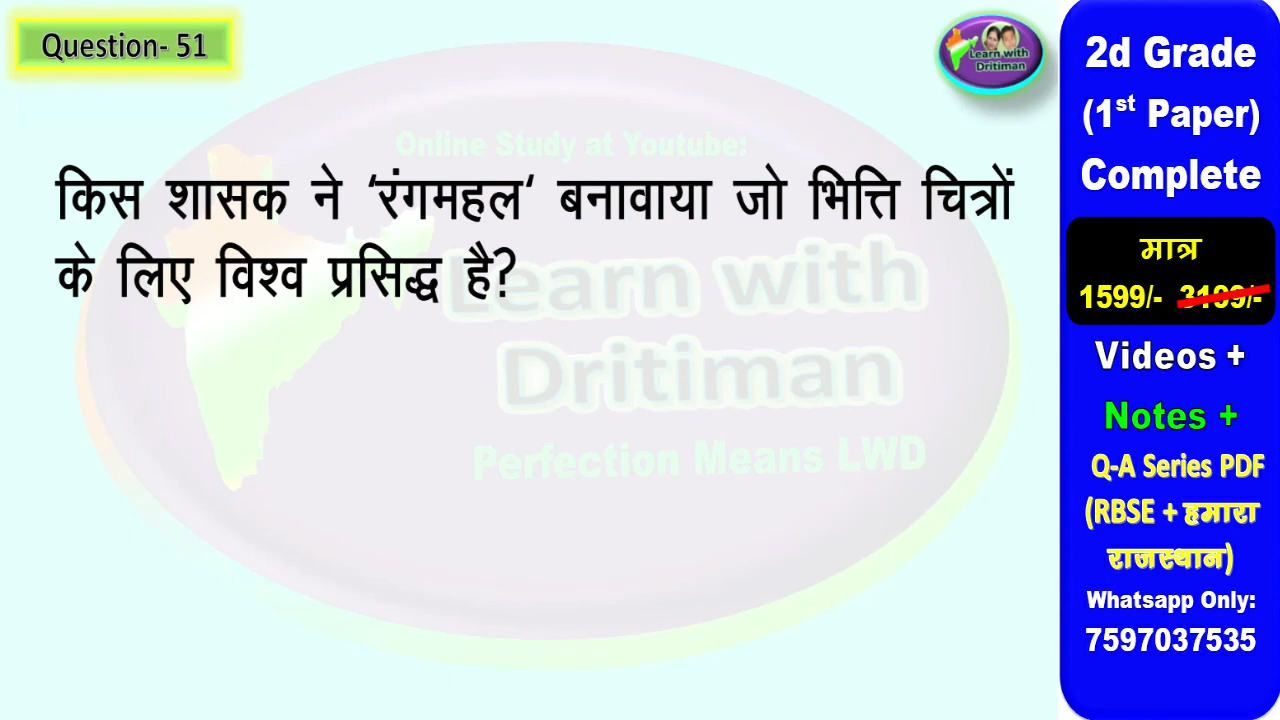 Question- 51
Learn with
Dritiman
किस शासक ने ‘रंगमहल‘ बनावाया जो भित्ति चित्रों
के लिए विश्व प्रसिद्ध है?
Online Study at Youtube:
Learn with
Dritiman
Perfection Means LWD
2d Grade
(1st Paper)
Complete
मात्र
1599/- 3199/-
Videos +
Notes +
Q-A Series PDF
(RBSE + हमारा
राजस्थान)
Whatsapp Only:
7597037535